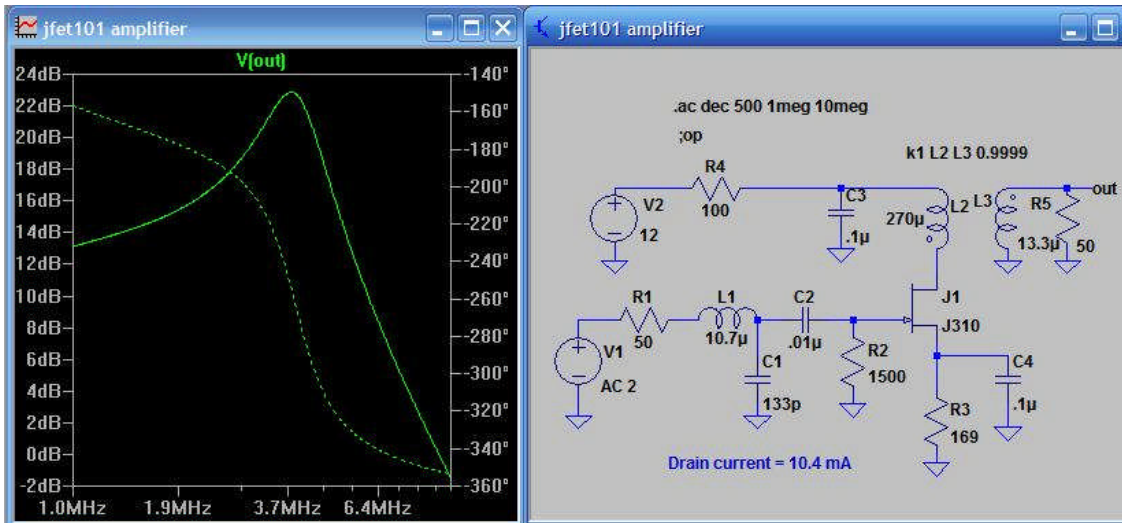 jfet101 amplifier
V(out)
24dB
22dB
20dB
18dB
16dB
14dB
12dB
10dB
8dB
6dB
4dB
2dB
0dB
-2dB
-140°
-160°
-180°
-200°
-220°
-240°
-260°
-280°
-300°
-320°
-340°
-360°
1.0MHz 1.9MHz 3.7MHz 6.4MHz
jfet101 amplifier
.ac dec 500 1meg 10meg
;op
k1 L2 L3 0.9999
R4
100
V2
12
C3
.1µ
L2
270µ
L3
13.3µ
R5
50
out
R1
50
L1
10.7µ
C2
.01µ
J1
J310
V1
AC 2
C1
133p
R2
1500
C4
.1µ
R3
169
Drain current = 10.4 mA